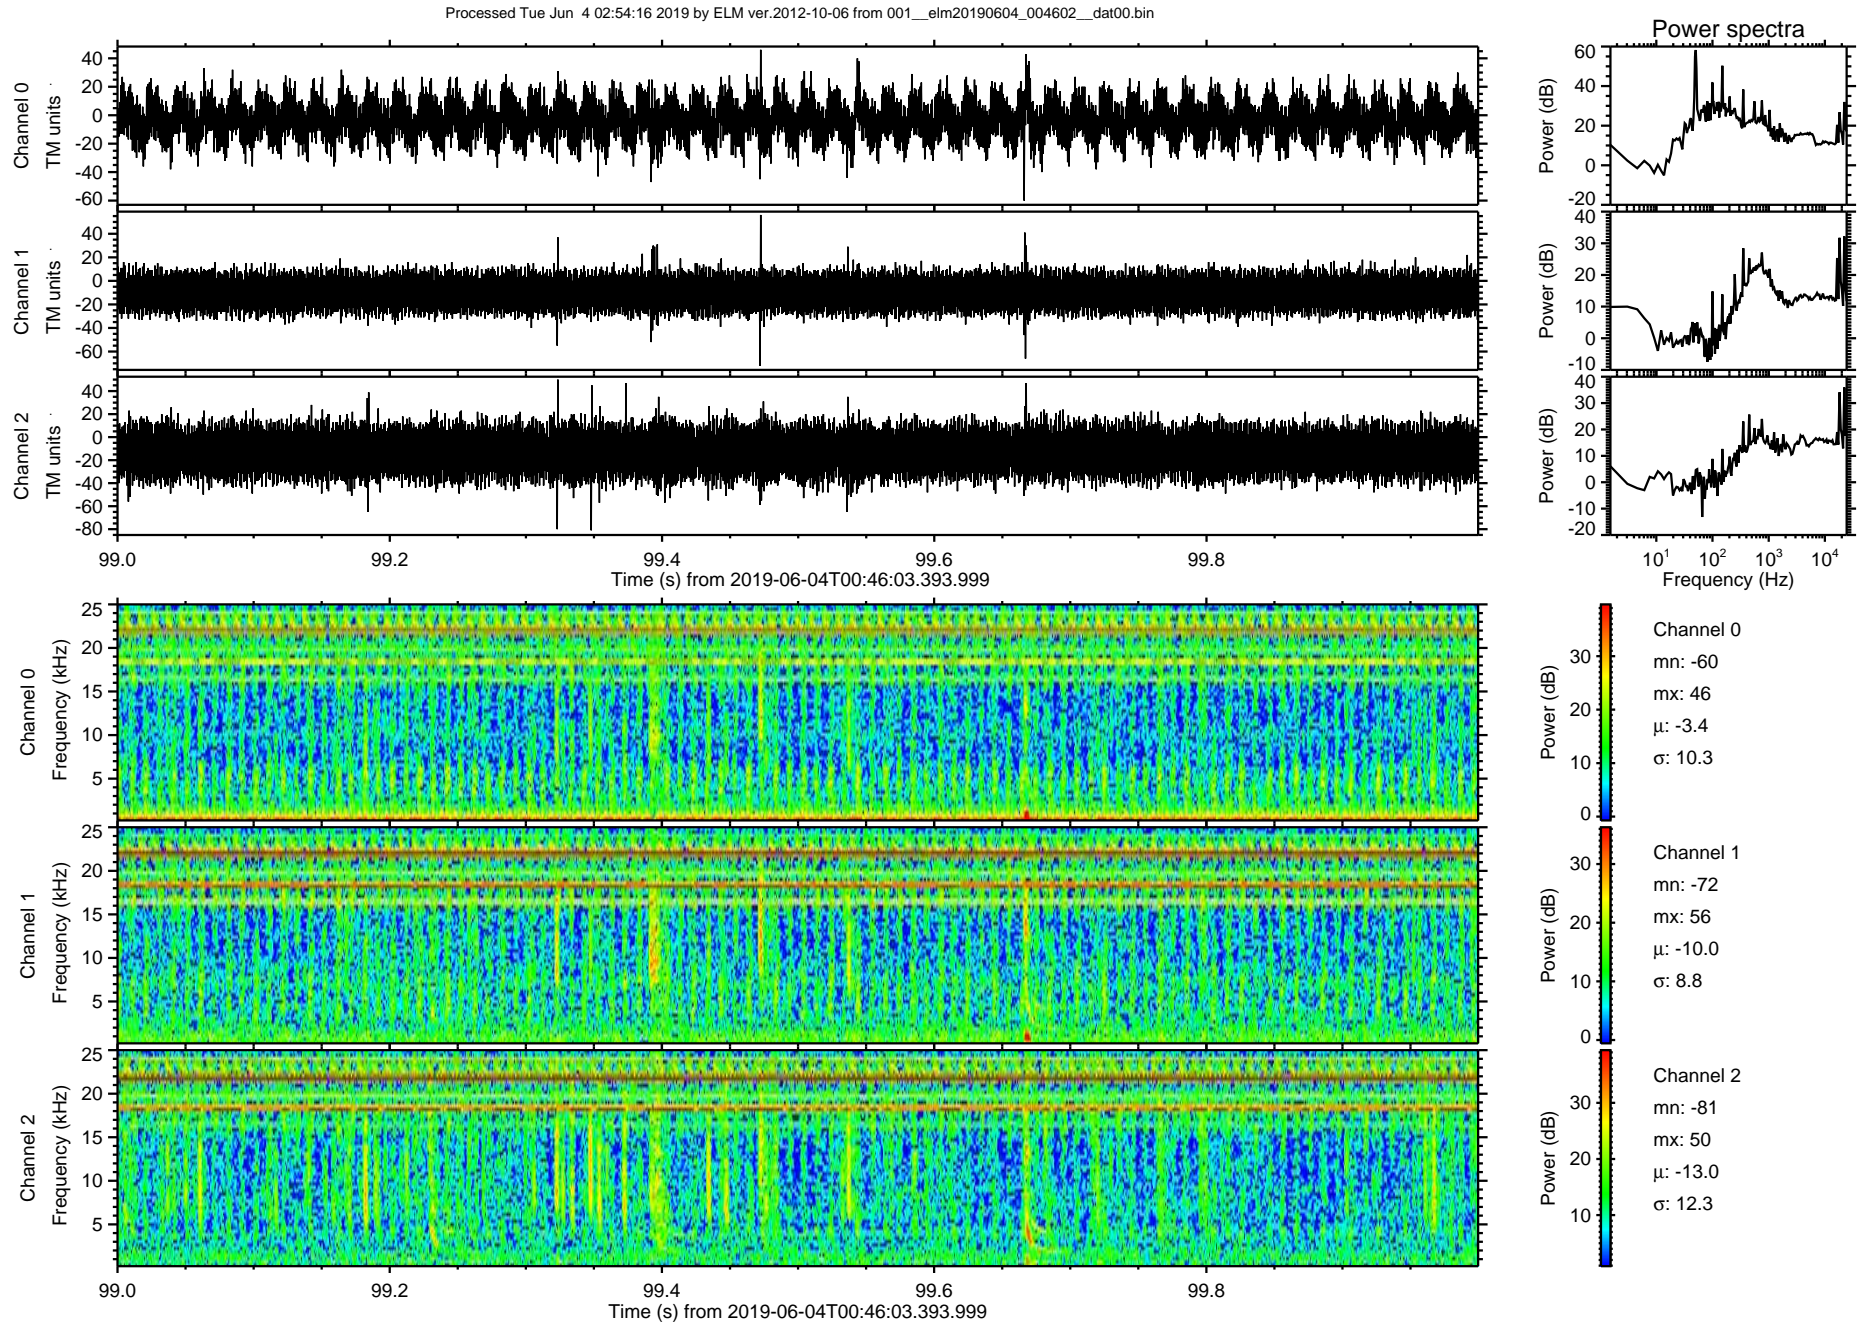 Processed Tue Jun  4 02:54:16 2019 by ELM ver.2012-10-06 from 001__elm20190604_004602__dat00.bin
Power spectra
Channel 0
TM units
40
20
0
-20
-40
-60
Power (dB)
60
40
20
0
-20
Channel 1
TM units
40
20
0
-20
-40
-60
Power (dB)
40
30
20
10
0
-10
Channel 2
TM units
40
20
0
-20
-40
-60
-80
Power (dB)
40
30
20
10
0
-10
-20
99.0 99.2 99.4 99.6 99.8
Time (s) from 2019-06-04T00:46:03.393.999
10¹ 10² 10³ 10⁴
Frequency (Hz)
Channel 0
Frequency (kHz)
25
20
15
10
5
Power (dB)
30
20
10
0
Channel 0
mn: -60
mx: 46
μ: -3.4
σ: 10.3
Channel 1
Frequency (kHz)
25
20
15
10
5
Power (dB)
30
20
10
0
Channel 1
mn: -72
mx: 56
μ: -10.0
σ: 8.8
Channel 2
Frequency (kHz)
25
20
15
10
5
Power (dB)
30
20
10
Channel 2
mn: -81
mx: 50
μ: -13.0
σ: 12.3
99.0 99.2 99.4 99.6 99.8
Time (s) from 2019-06-04T00:46:03.393.999